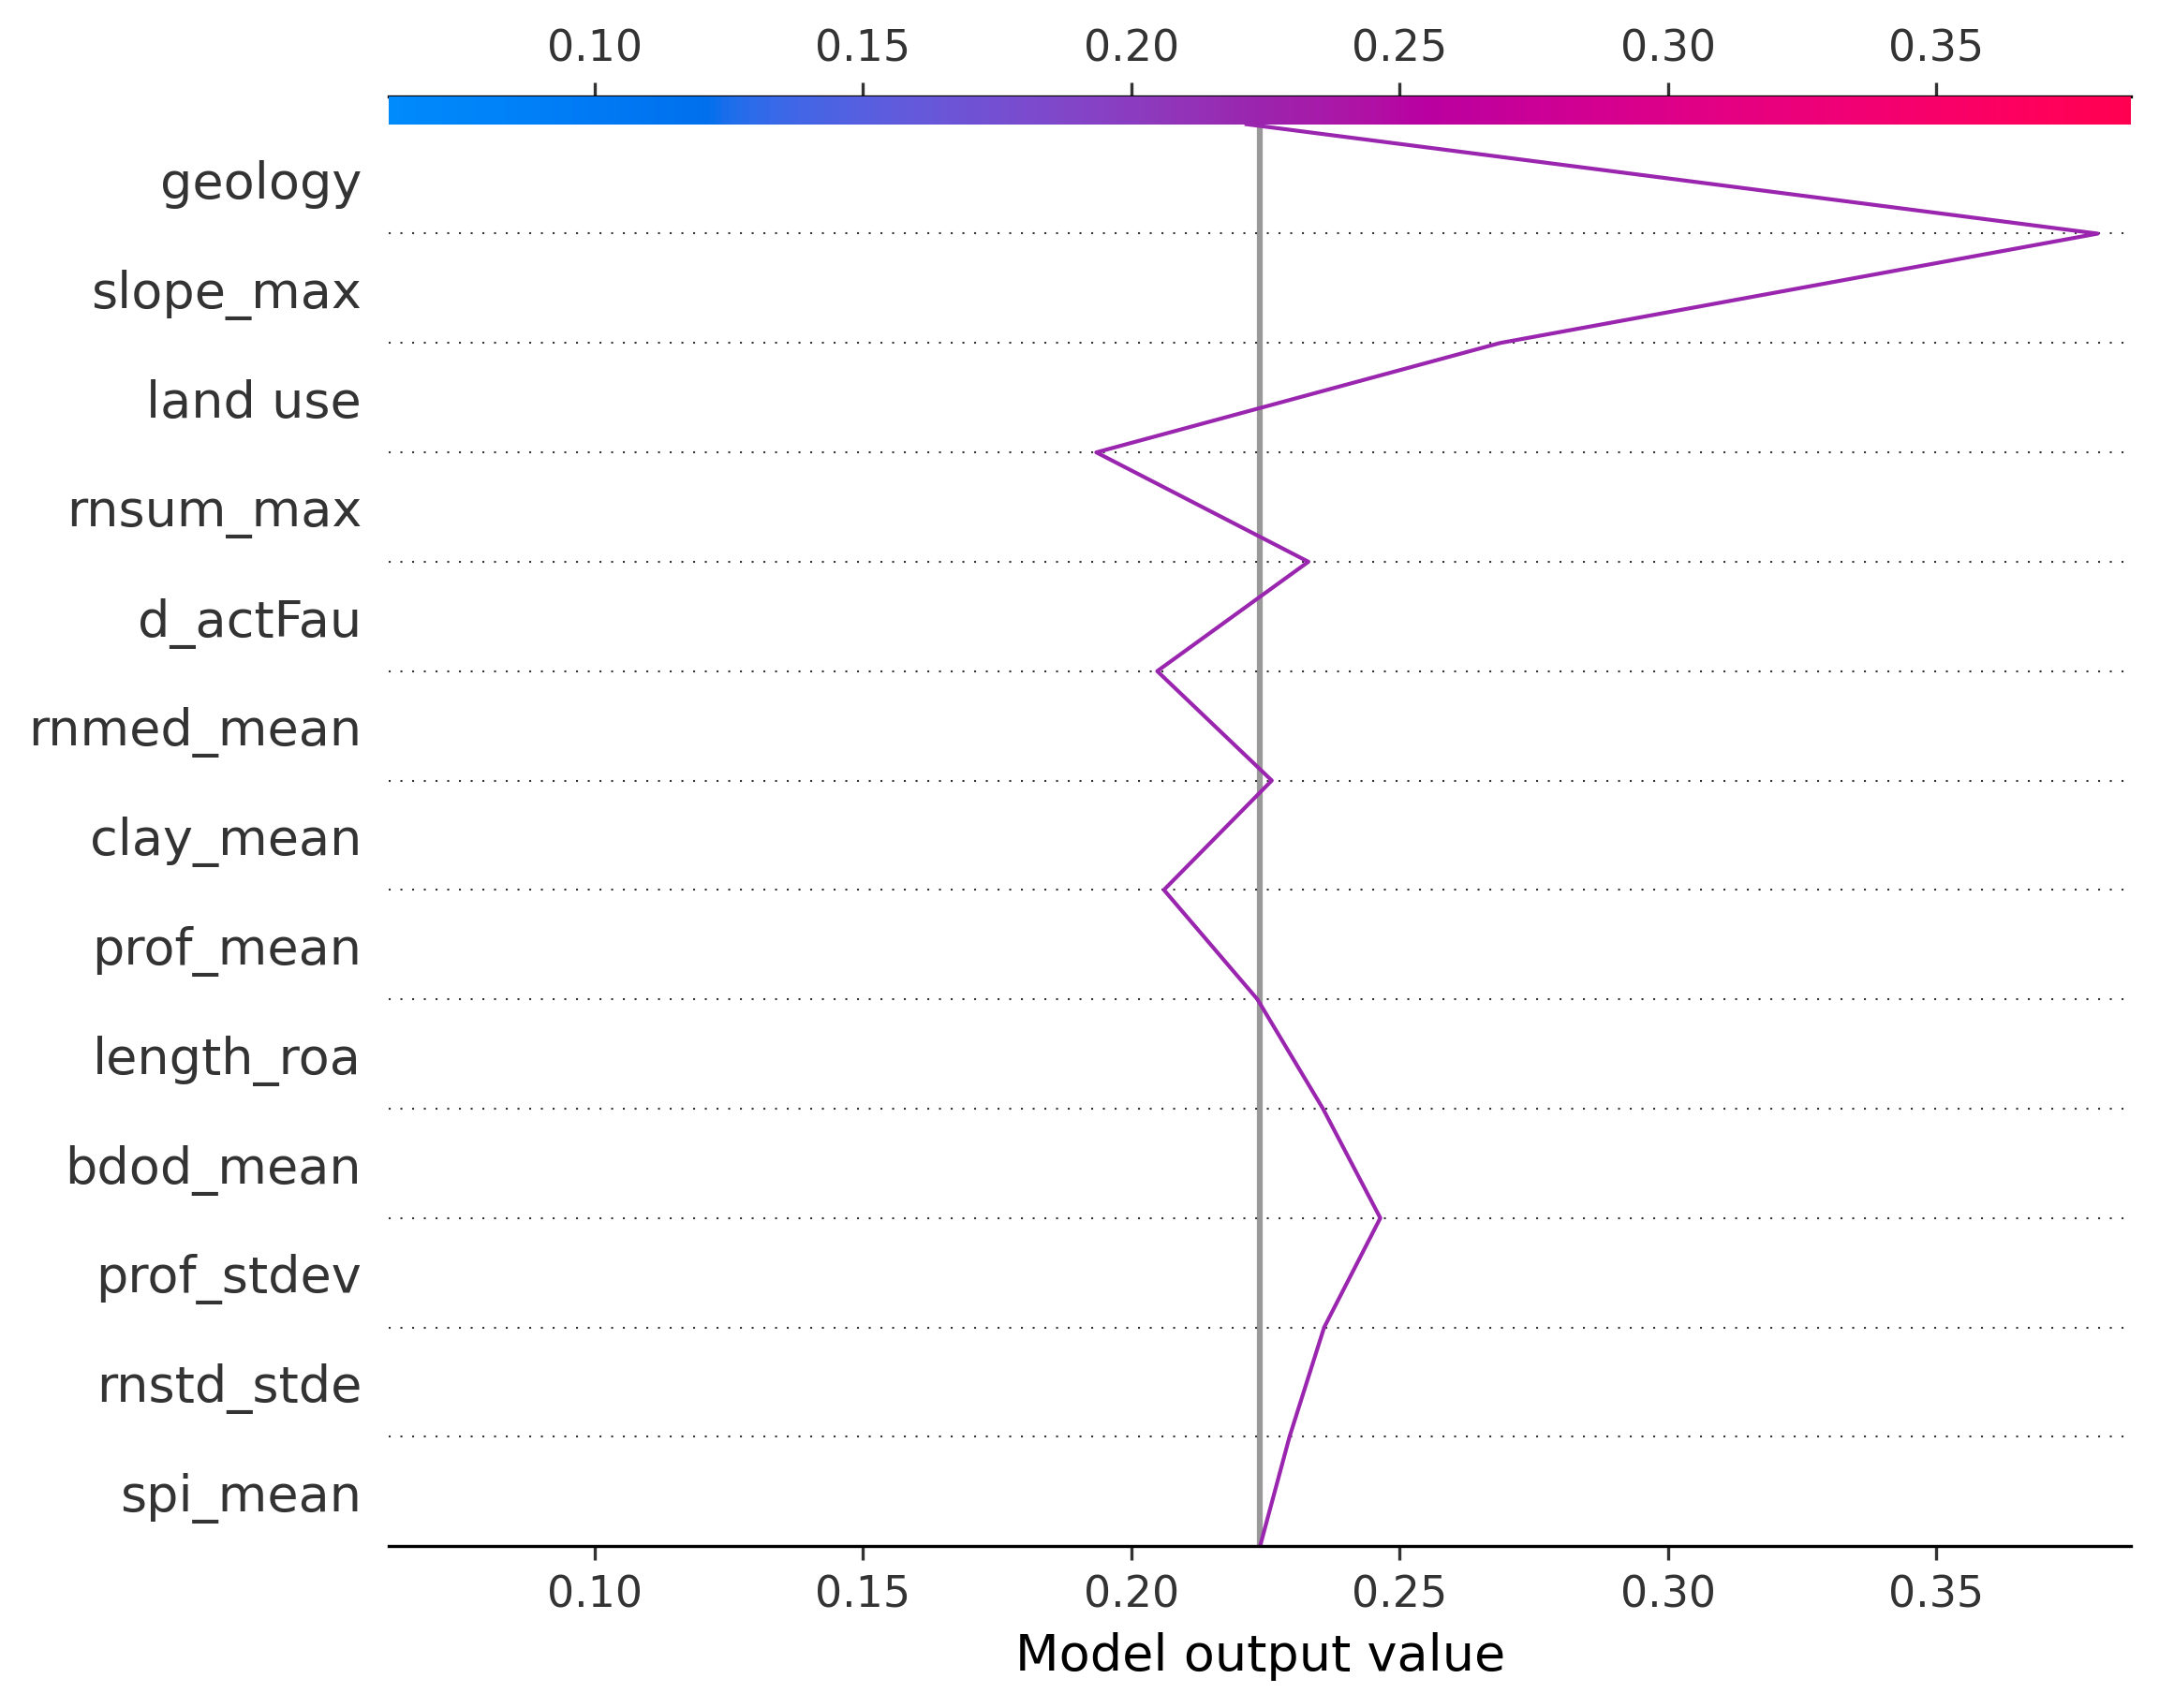 0.10 0.15 0.20 0.25 0.30 0.35
geology
slope_max
land use
rnsum_max
d_actFau
rnmed_mean
clay_mean
prof_mean
length_roa
bdod_mean
prof_stdev
rnstd_stde
spi_mean
0.10 0.15 0.20 0.25 0.30 0.35
Model output value